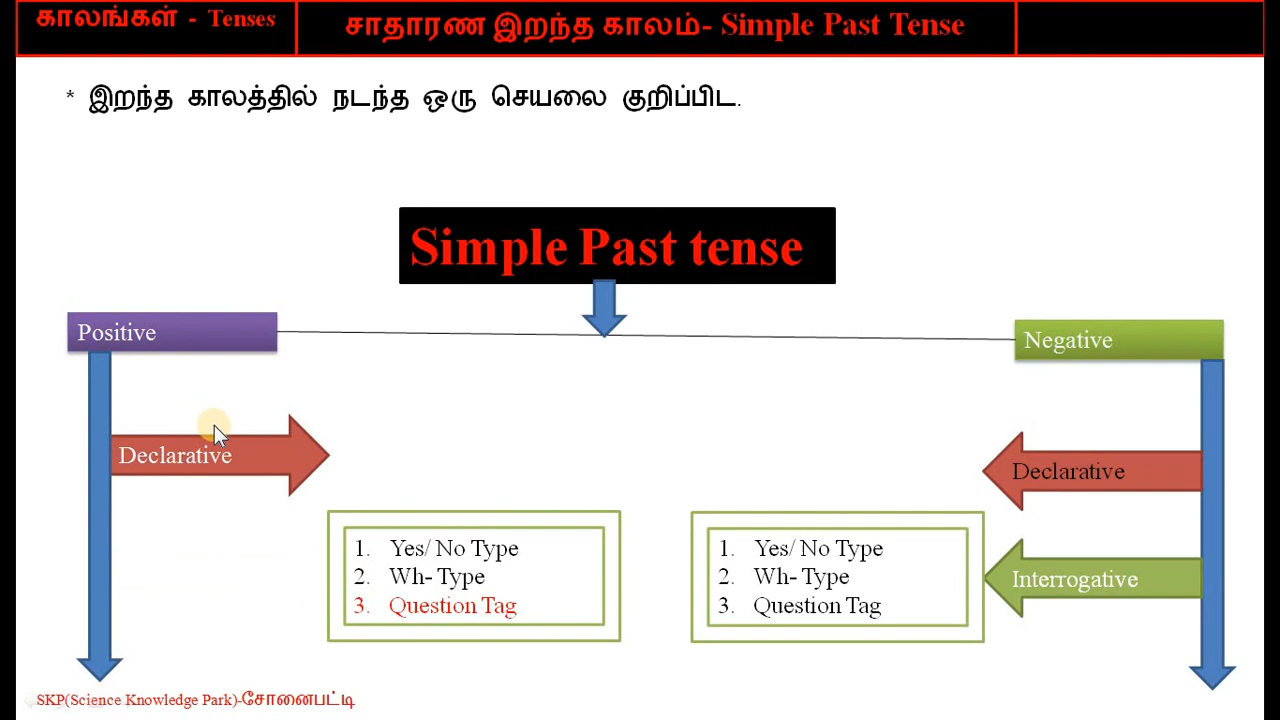 காலங்கள் - Tenses
சாதாரண இறந்த காலம்- Simple Past Tense
* இறந்த காலத்தில் நடந்த ஒரு செயலை குறிப்பிட.
Simple Past tense
Positive
Negative
Declarative
Declarative
1. Yes/ No Type
2. Wh- Type
3. Question Tag
1. Yes/ No Type
2. Wh- Type
3. Question Tag
Interrogative
SKP(Science Knowledge Park)-சோனைபட்டி